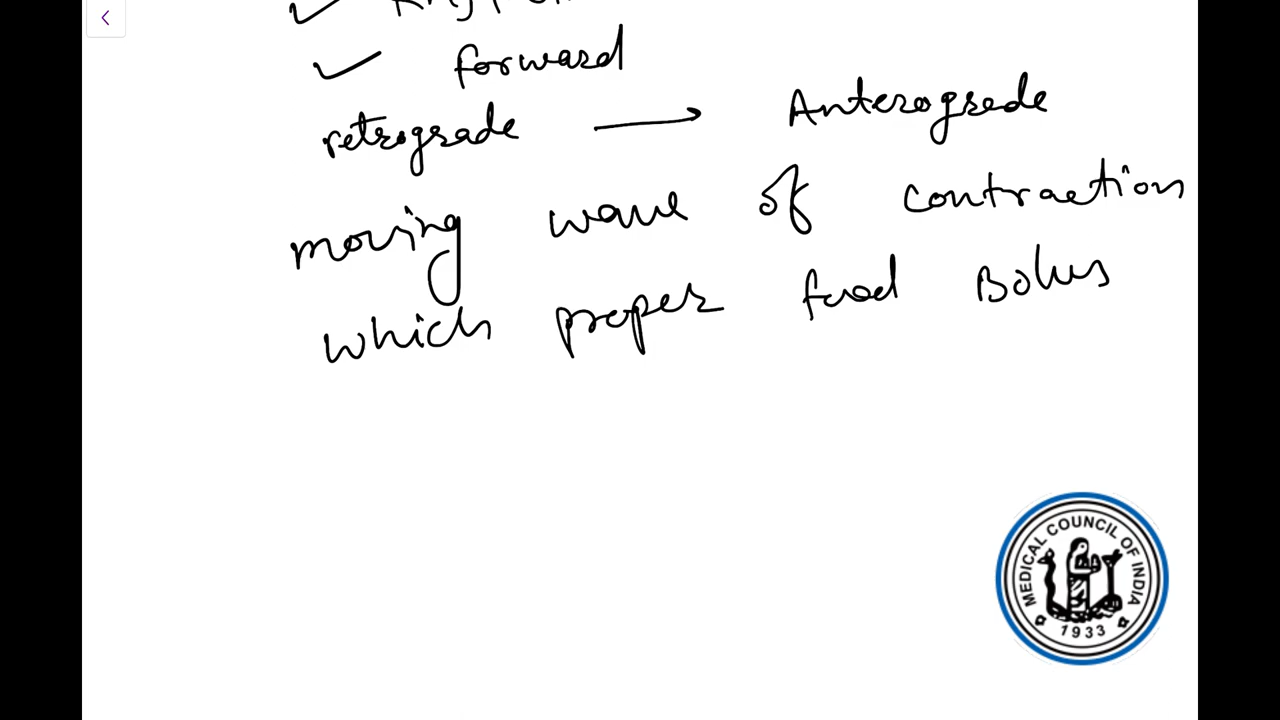 ✓ forward
retrograde → Anterograde
moving wave of contraction
which proper food Bolus
MEDICAL COUNCIL OF INDIA
1933